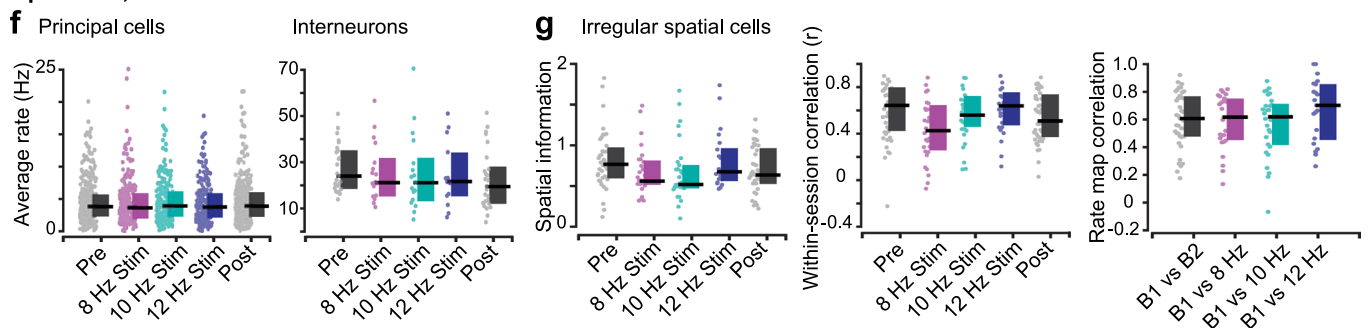 f Principal cells
Interneurons
g Irregular spatial cells
Average rate (Hz)
25
0
Pre
8 Hz Stim
10 Hz Stim
12 Hz Stim
Post
70
50
30
10
Pre
8 Hz Stim
10 Hz Stim
12 Hz Stim
Post
Spatial information
2
1
0
Pre
8 Hz Stim
10 Hz Stim
12 Hz Stim
Post
Within-session correlation (r)
0.8
0.4
0
-0.4
Pre
8 Hz Stim
10 Hz Stim
12 Hz Stim
Post
Rate map correlation
1.0
0.8
0.6
0.4
0.2
0
-0.2
B1 vs B2
B1 vs 8 Hz
B1 vs 10 Hz
B1 vs 12 Hz